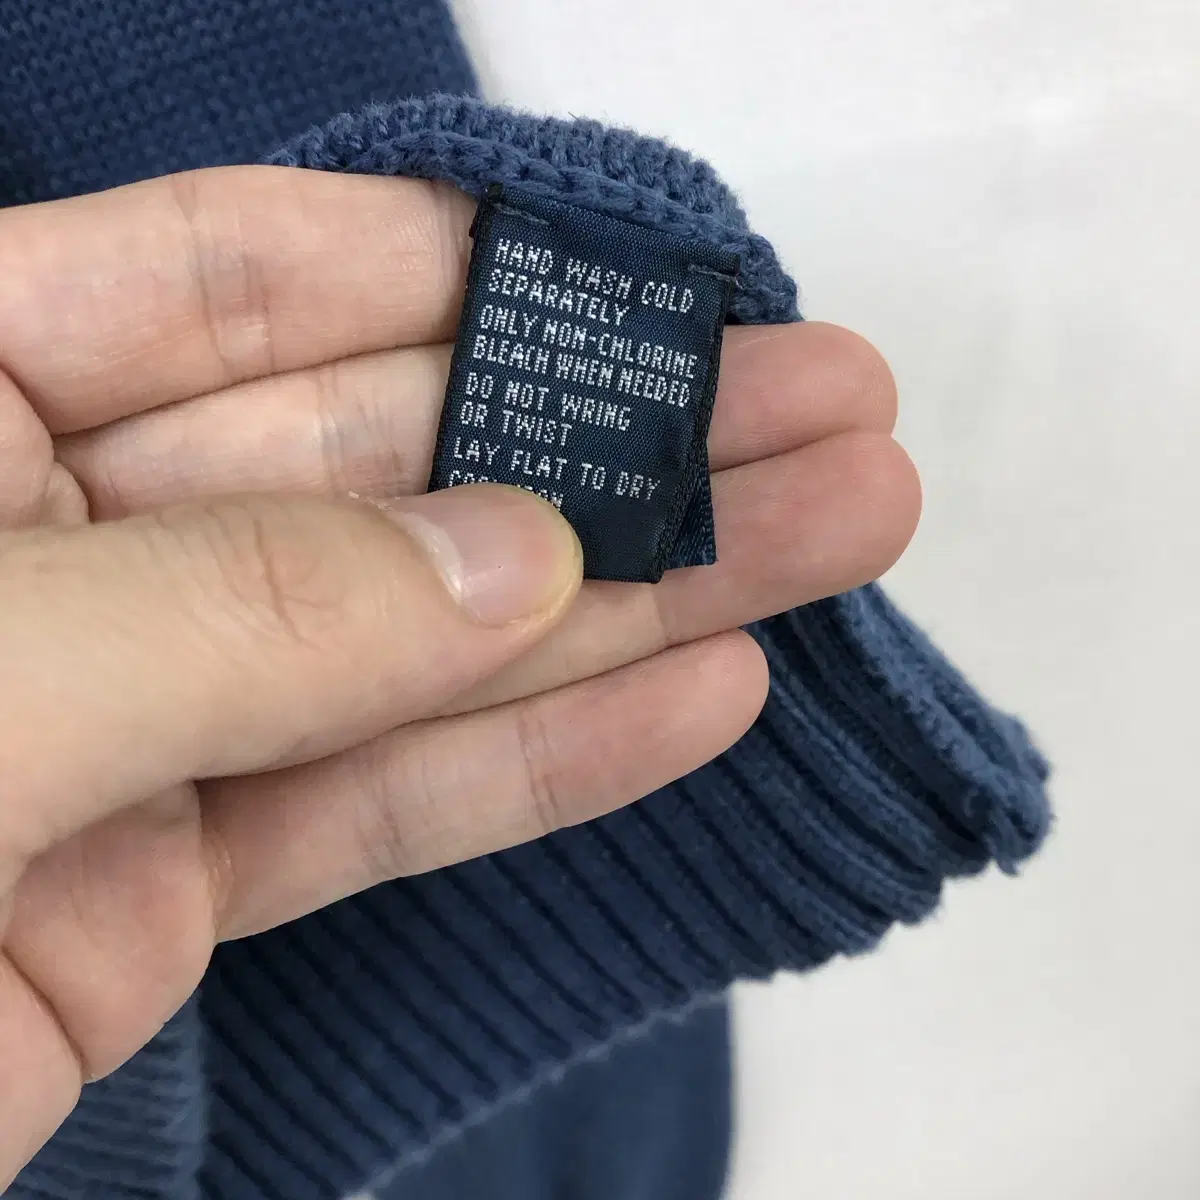 HAND WASH COLD
SEPARATELY
ONLY NON-CHLORINE
BLEACH WHEN NEEDED
DO NOT WRING
OR TWIST
LAY FLAT TO DRY